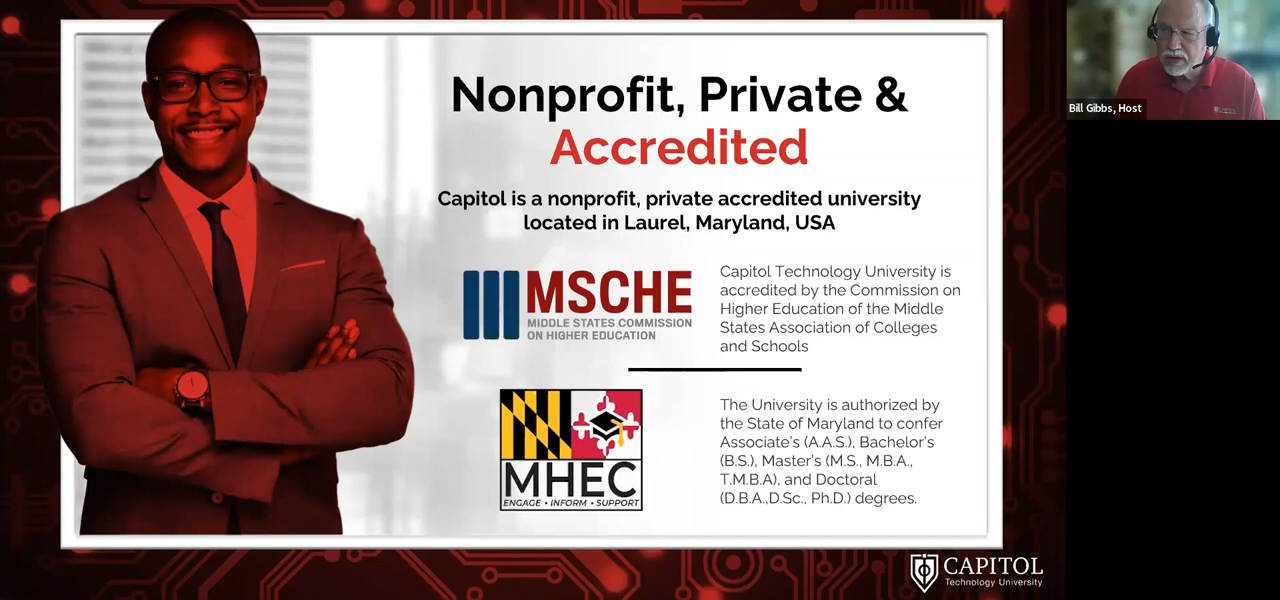 Nonprofit, Private &
Accredited
Capitol is a nonprofit, private accredited university
located in Laurel, Maryland, USA
MSCHE
MIDDLE STATES COMMISSION
ON HIGHER EDUCATION
Capitol Technology University is
accredited by the Commission on
Higher Education of the Middle
States Association of Colleges
and Schools
MHEC
ENGAGE • INFORM • SUPPORT
The University is authorized by
the State of Maryland to confer
Associate's (A.A.S.), Bachelor's
(B.S.), Master's (M.S., M.B.A.,
T.M.B.A), and Doctoral
(D.B.A.,D.Sc., Ph.D.) degrees.
CAPITOL
Technology University
Bill Gibbs, Host